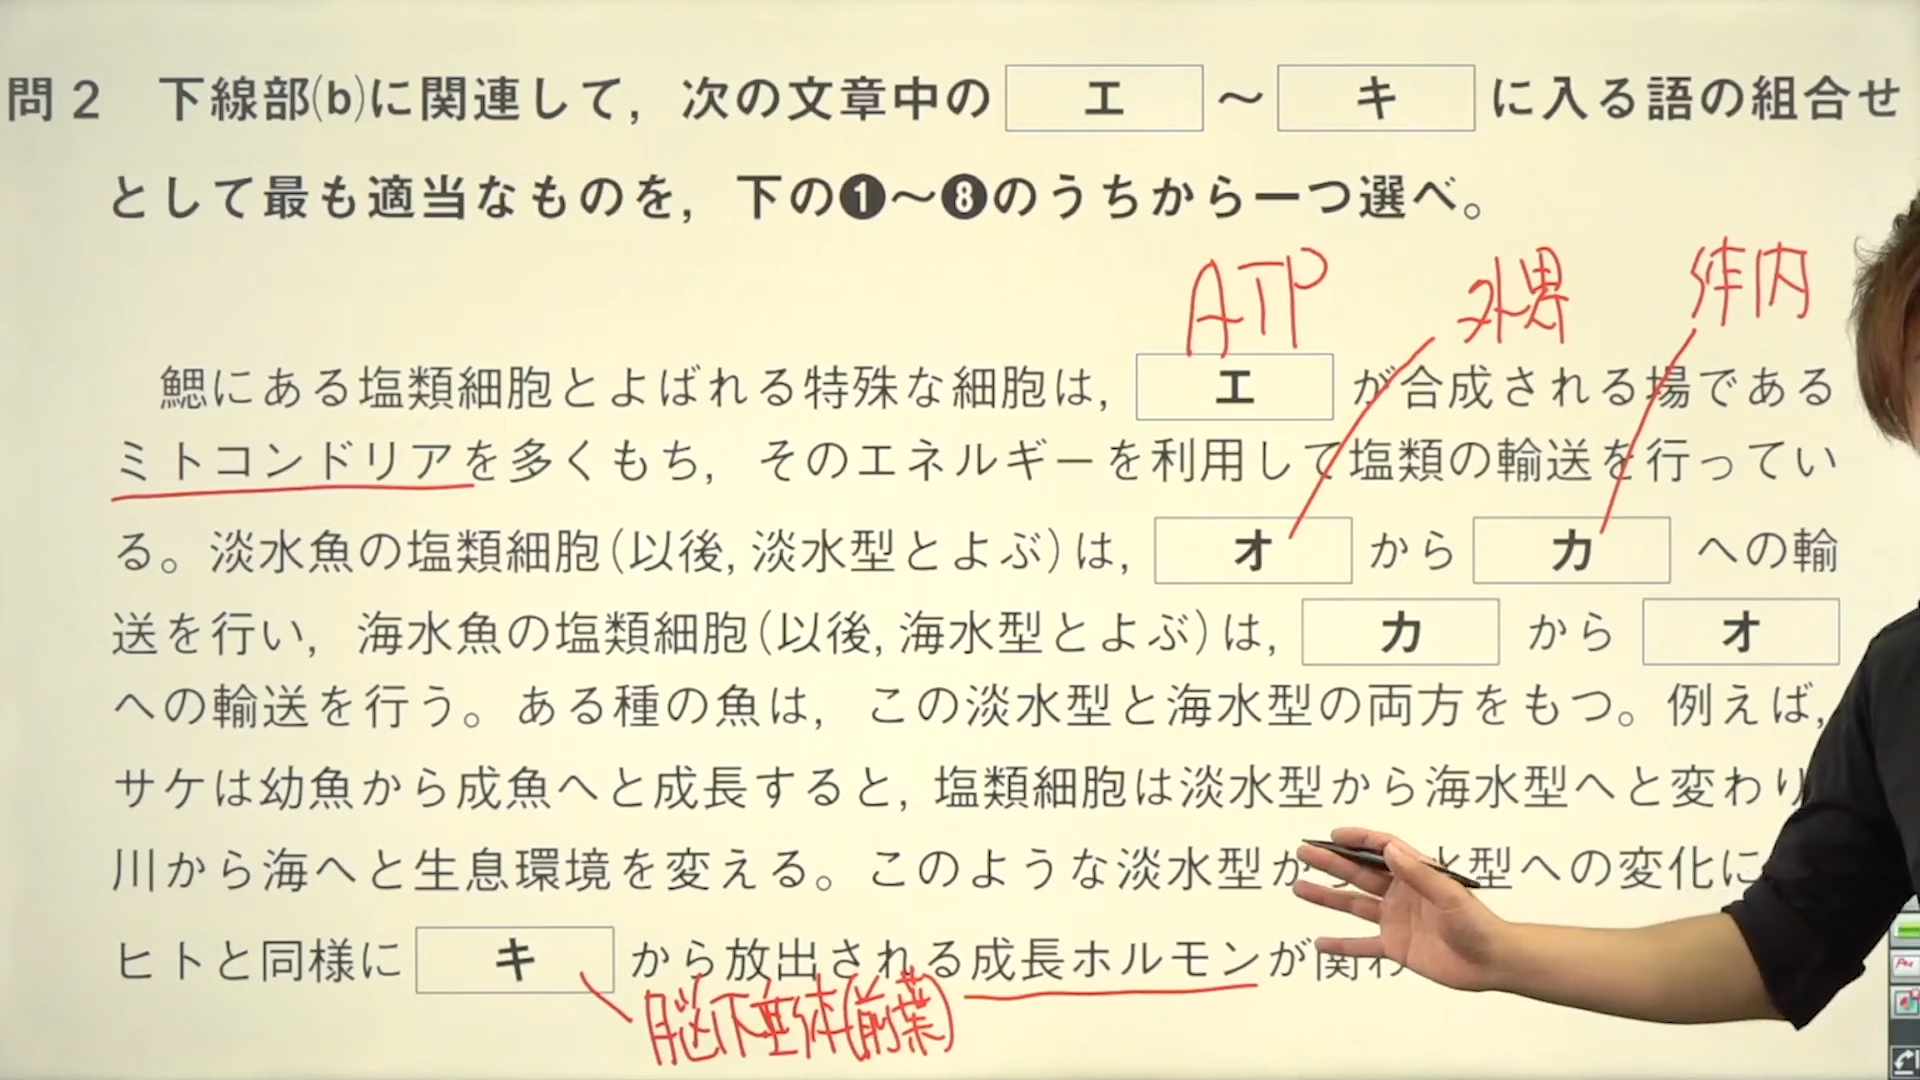 問2 下線部(b)に関連して，次の文章中の エ ～ キ に入る語の組合せ
として最も適当なものを，下の❶～❽のうちから一つ選べ。
ATP 外界 体内
鰓にある塩類細胞とよばれる特殊な細胞は， エ が合成される場である
ミトコンドリアを多くもち，そのエネルギーを利用して塩類の輸送を行ってい
る。淡水魚の塩類細胞(以後，淡水型とよぶ)は， オ から カ への輸
送を行い，海水魚の塩類細胞(以後，海水型とよぶ)は， カ から オ
への輸送を行う。ある種の魚は，この淡水型と海水型の両方をもつ。例えば，
サケは幼魚から成魚へと成長すると，塩類細胞は淡水型から海水型へと変わり
川から海へと生息環境を変える。このような淡水型か 型への変化に
ヒトと同様に キ から放出される成長ホルモンが関わ
脳下垂体(前葉)